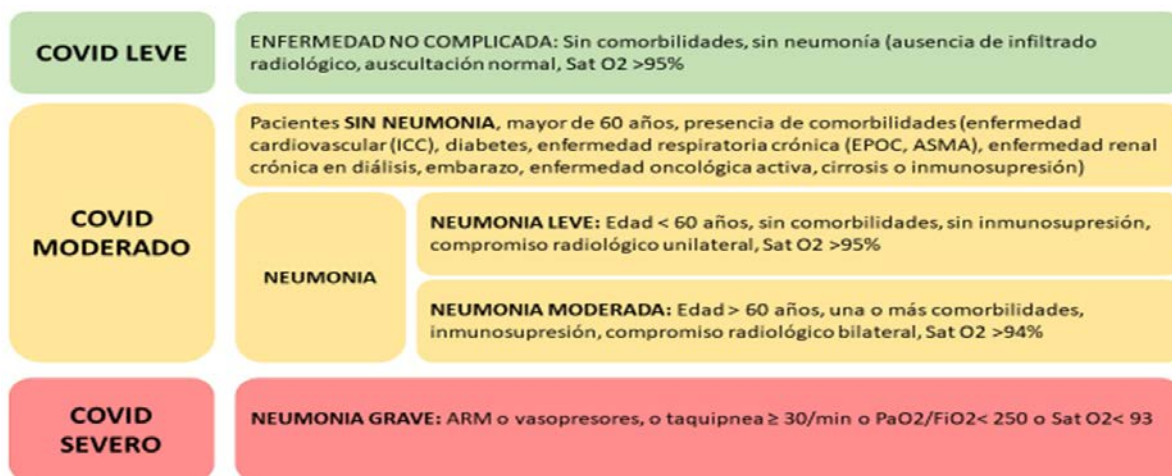 COVID LEVE
ENFERMEDAD NO COMPLICADA: Sin comorbilidades, sin neumonía (ausencia de infiltrado
radiológico, auscultación normal, Sat O2 >95%
COVID
MODERADO
Pacientes SIN NEUMONIA, mayor de 60 años, presencia de comorbilidades (enfermedad
cardiovascular (ICC), diabetes, enfermedad respiratoria crónica (EPOC, ASMA), enfermedad renal
crónica en diálisis, embarazo, enfermedad oncológica activa, cirrosis o inmunosupresión)
NEUMONIA
NEUMONIA LEVE: Edad < 60 años, sin comorbilidades, sin inmunosupresión,
compromiso radiológico unilateral, Sat O2 >95%
NEUMONIA MODERADA: Edad > 60 años, una o más comorbilidades,
inmunosupresión, compromiso radiológico bilateral, Sat O2 >94%
COVID
SEVERO
NEUMONIA GRAVE: ARM o vasopresores, o taquipnea ≥ 30/min o PaO2/FiO2< 250 o Sat O2< 93